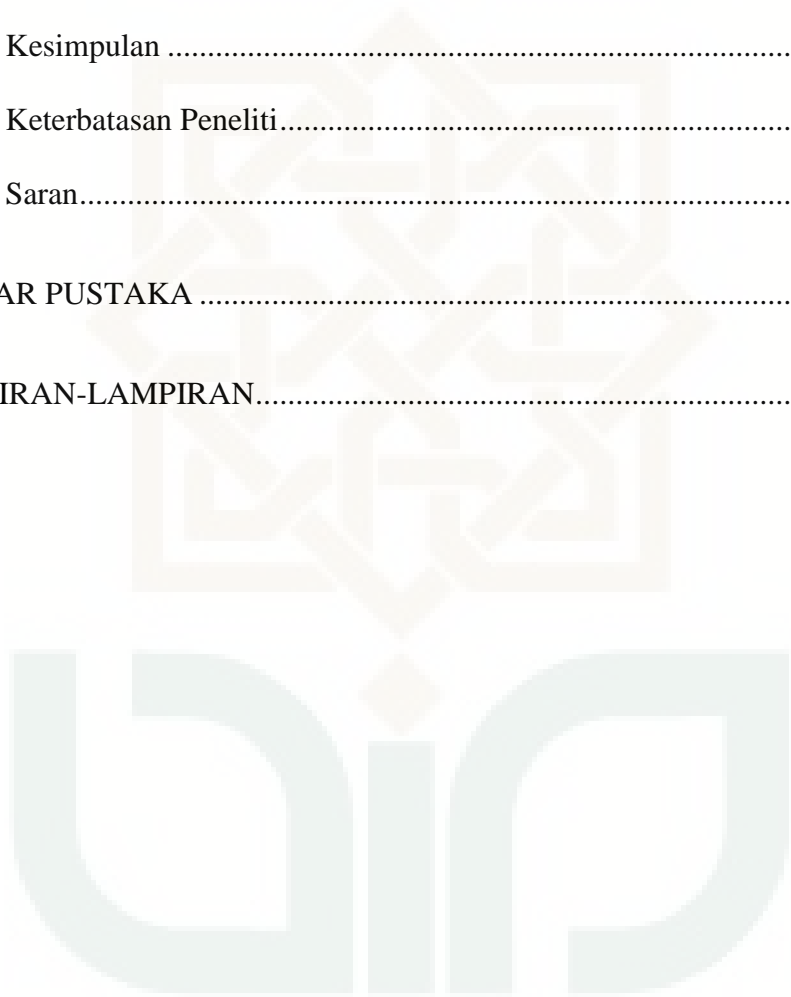 Kesimpulan ............................................................................
Keterbatasan Peneliti..............................................................
Saran.......................................................................................
AR PUSTAKA ........................................................................
IRAN-LAMPIRAN.................................................................